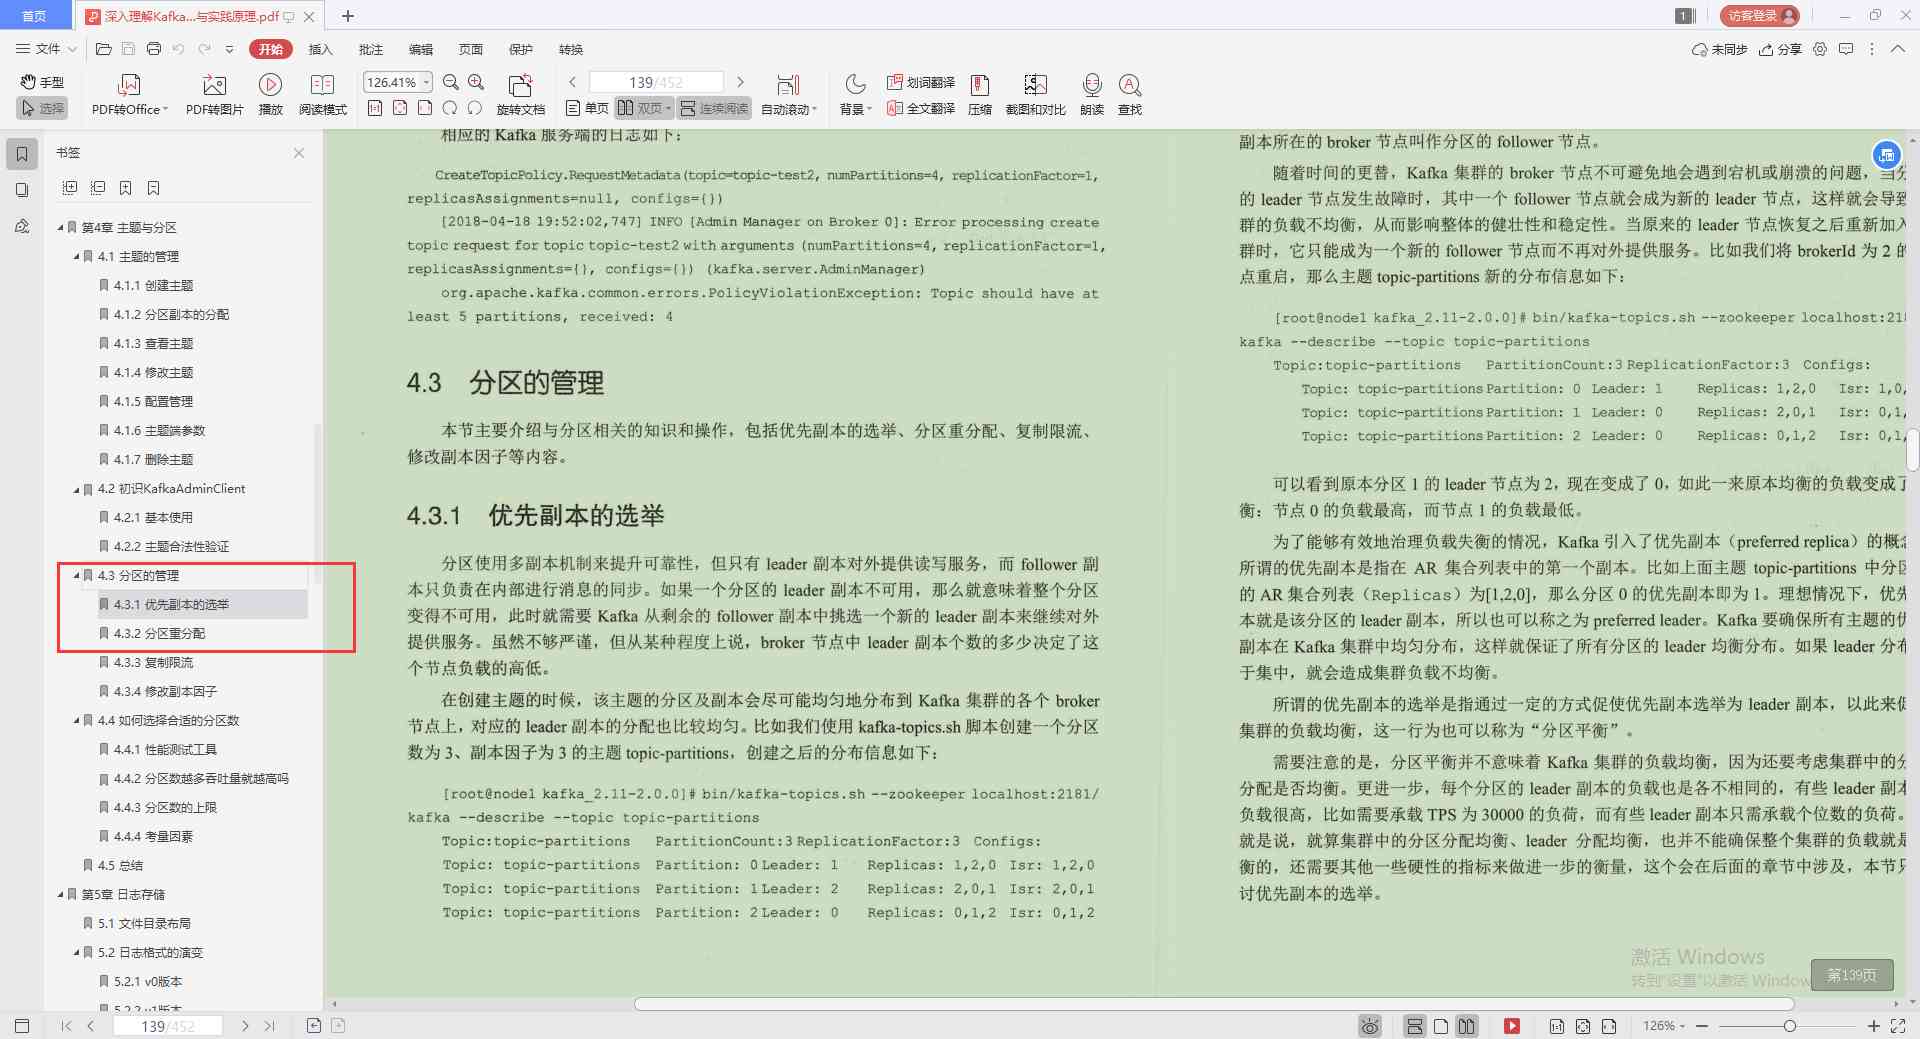 首页
深入理解Kafka...与实践原理.pdf
1
访客登录
文件
开始
插入
批注
编辑
页面
保护
转换
未同步
分享
手型
选择
PDF转Office
PDF转图片
播放
阅读模式
126.41%
旋转文档
139/452
单页
双页
连续阅读
自动滚动
背景
划词翻译
全文翻译
压缩
截图和对比
朗读
查找
书签
第4章 主题与分区
4.1 主题的管理
4.1.1 创建主题
4.1.2 分区副本的分配
4.1.3 查看主题
4.1.4 修改主题
4.1.5 配置管理
4.1.6 主题端参数
4.1.7 删除主题
4.2 初识KafkaAdminClient
4.2.1 基本使用
4.2.2 主题合法性验证
4.3 分区的管理
4.3.1 优先副本的选举
4.3.2 分区重分配
4.3.3 复制限流
4.3.4 修改副本因子
4.4 如何选择合适的分区数
4.4.1 性能测试工具
4.4.2 分区数越多吞吐量就越高吗
4.4.3 分区数的上限
4.4.4 考量因素
4.5 总结
第5章 日志存储
5.1 文件目录布局
5.2 日志格式的演变
5.2.1 v0版本
5.2.2 v1版本
相应的 Kafka 服务端的日志如下：
CreateTopicPolicy.RequestMetadata(topic=topic-test2, numPartitions=4, replicationFactor=1,
replicasAssignments=null, configs={})
[2018-04-18 19:52:02,747] INFO [Admin Manager on Broker 0]: Error processing create
topic request for topic topic-test2 with arguments (numPartitions=4, replicationFactor=1,
replicasAssignments={}, configs={}) (kafka.server.AdminManager)
org.apache.kafka.common.errors.PolicyViolationException: Topic should have at
least 5 partitions, received: 4
4.3 分区的管理
本节主要介绍与分区相关的知识和操作，包括优先副本的选举、分区重分配、复制限流、
修改副本因子等内容。
4.3.1 优先副本的选举
分区使用多副本机制来提升可靠性，但只有 leader 副本对外提供读写服务，而 follower 副
本只负责在内部进行消息的同步。如果一个分区的 leader 副本不可用，那么就意味着整个分区
变得不可用，此时就需要 Kafka 从剩余的 follower 副本中挑选一个新的 leader 副本来继续对外
提供服务。虽然不够严谨，但从某种程度上说，broker 节点中 leader 副本个数的多少决定了这
个节点负载的高低。
在创建主题的时候，该主题的分区及副本会尽可能均匀地分布到 Kafka 集群的各个 broker
节点上，对应的 leader 副本的分配也比较均匀。比如我们使用 kafka-topics.sh 脚本创建一个分区
数为 3、副本因子为 3 的主题 topic-partitions，创建之后的分布信息如下：
[root@node1 kafka_2.11-2.0.0]# bin/kafka-topics.sh --zookeeper localhost:2181/
kafka --describe --topic topic-partitions
Topic:topic-partitions PartitionCount:3 ReplicationFactor:3 Configs:
Topic: topic-partitions Partition: 0 Leader: 1 Replicas: 1,2,0 Isr: 1,2,0
Topic: topic-partitions Partition: 1 Leader: 2 Replicas: 2,0,1 Isr: 2,0,1
Topic: topic-partitions Partition: 2 Leader: 0 Replicas: 0,1,2 Isr: 0,1,2
副本所在的 broker 节点叫作分区的 follower 节点。
随着时间的更替，Kafka 集群的 broker 节点不可避免地会遇到宕机或崩溃的问题，当分
的 leader 节点发生故障时，其中一个 follower 节点就会成为新的 leader 节点，这样就会导致
群的负载不均衡，从而影响整体的健壮性和稳定性。当原来的 leader 节点恢复之后重新加入
群时，它只能成为一个新的 follower 节点而不再对外提供服务。比如我们将 brokerId 为 2 的
点重启，那么主题 topic-partitions 新的分布信息如下：
[root@node1 kafka_2.11-2.0.0]# bin/kafka-topics.sh --zookeeper localhost:218
kafka --describe --topic topic-partitions
Topic:topic-partitions PartitionCount:3 ReplicationFactor:3 Configs:
Topic: topic-partitions Partition: 0 Leader: 1 Replicas: 1,2,0 Isr: 1,0,
Topic: topic-partitions Partition: 1 Leader: 0 Replicas: 2,0,1 Isr: 0,1,
Topic: topic-partitions Partition: 2 Leader: 0 Replicas: 0,1,2 Isr: 0,1,
可以看到原本分区 1 的 leader 节点为 2，现在变成了 0，如此一来原本均衡的负载变成了
衡：节点 0 的负载最高，而节点 1 的负载最低。
为了能够有效地治理负载失衡的情况，Kafka 引入了优先副本（preferred replica）的概念
所谓的优先副本是指在 AR 集合列表中的第一个副本。比如上面主题 topic-partitions 中分区
的 AR 集合列表（Replicas）为[1,2,0]，那么分区 0 的优先副本即为 1。理想情况下，优先
本就是该分区的 leader 副本，所以也可以称之为 preferred leader。Kafka 要确保所有主题的优
副本在 Kafka 集群中均匀分布，这样就保证了所有分区的 leader 均衡分布。如果 leader 分布
于集中，就会造成集群负载不均衡。
所谓的优先副本的选举是指通过一定的方式促使优先副本选举为 leader 副本，以此来促
集群的负载均衡，这一行为也可以称为“分区平衡”。
需要注意的是，分区平衡并不意味着 Kafka 集群的负载均衡，因为还要考虑集群中的分
分配是否均衡。更进一步，每个分区的 leader 副本的负载也是各不相同的，有些 leader 副本
负载很高，比如需要承载 TPS 为 30000 的负荷，而有些 leader 副本只需承载个位数的负荷。
就是说，就算集群中的分区分配均衡、leader 分配均衡，也并不能确保整个集群的负载就是
衡的，还需要其他一些硬性的指标来做进一步的衡量，这个会在后面的章节中涉及，本节只
讨优先副本的选举。
激活 Windows
转到“设置”以激活 Window
第139页
139/452
126%